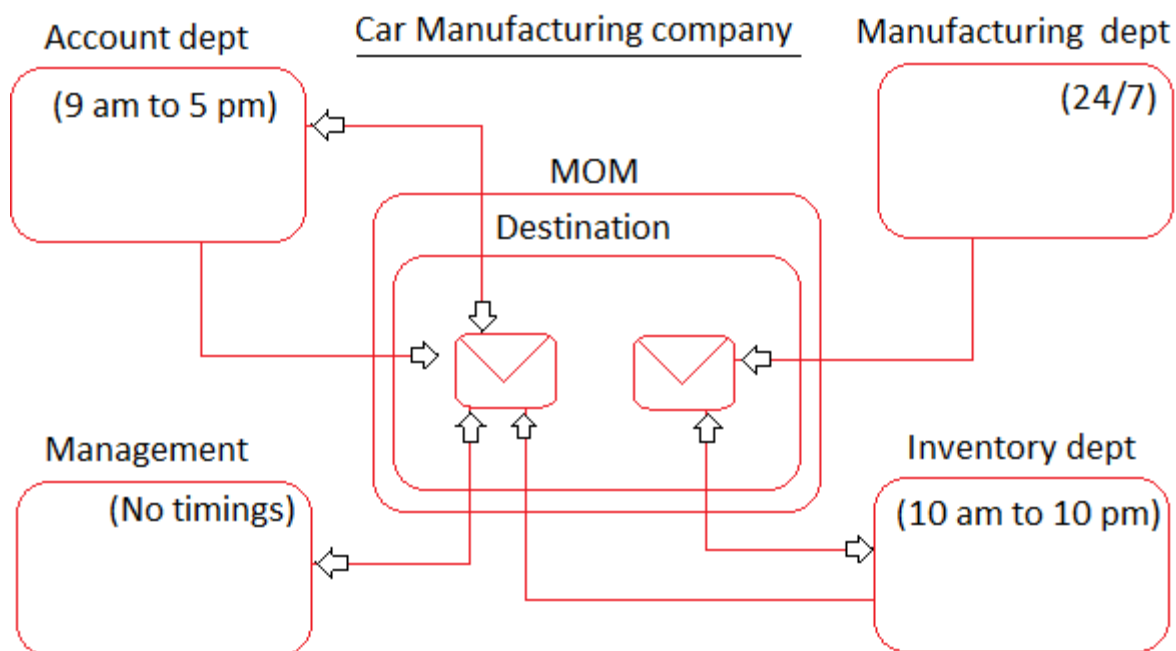 Account dept
Car Manufacturing company
Manufacturing dept
(9 am to 5 pm)
(24/7)
MOM
Destination
Management
Inventory dept
(No timings)
(10 am to 10 pm)